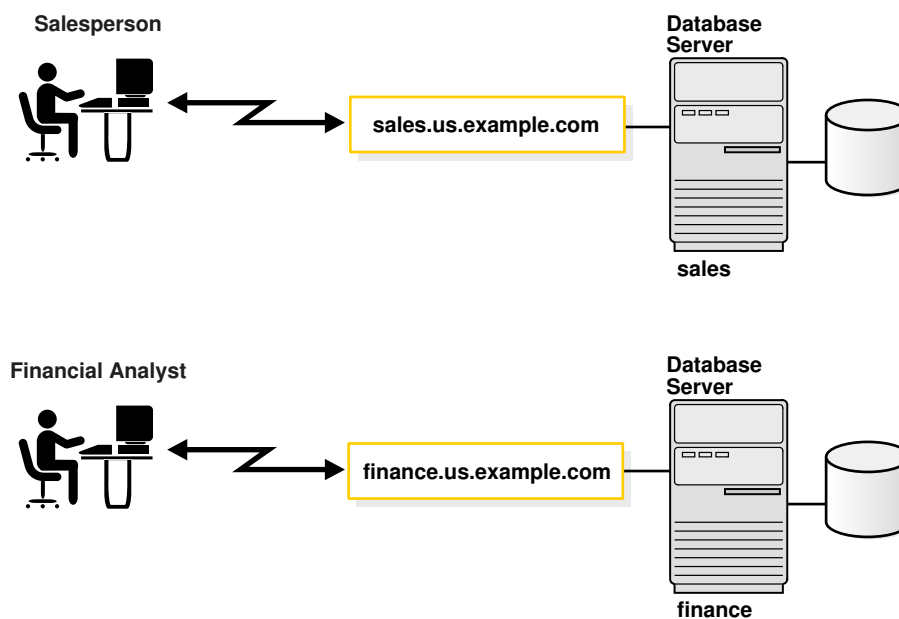 Salesperson
Database
Server
sales.us.example.com
sales
Financial Analyst
Database
Server
finance.us.example.com
finance